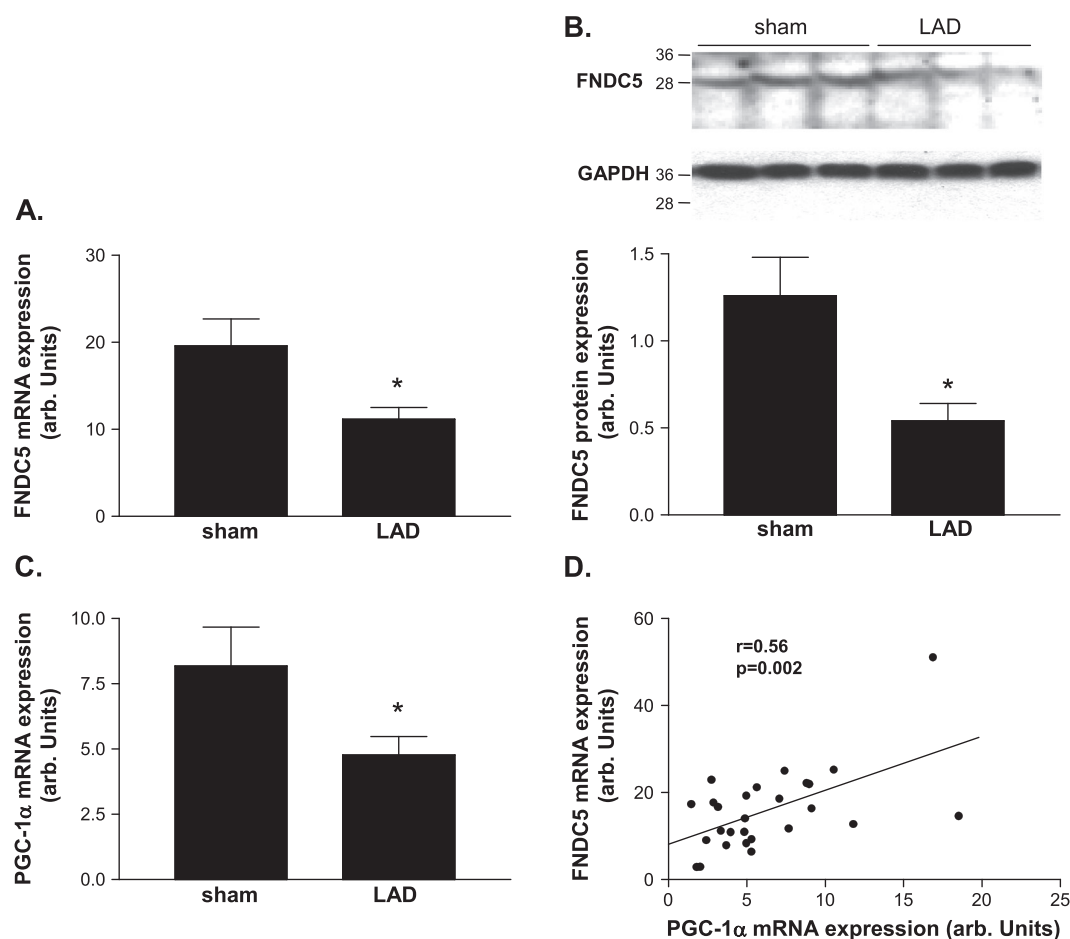 A.
FNDC5 mRNA expression
(arb. Units)
30
20
10
0
*
sham
LAD
B.
sham
LAD
FNDC5
36
28
GAPDH
36
28
FNDC5 protein expression
(arb. Units)
1.5
1.0
0.5
0.0
*
sham
LAD
C.
PGC-1α mRNA expression
(arb. Units)
10.0
7.5
5.0
2.5
0.0
*
sham
LAD
D.
FNDC5 mRNA expression
(arb. Units)
60
40
20
0
r=0.56
p=0.002
0
5
10
15
20
25
PGC-1α mRNA expression (arb. Units)